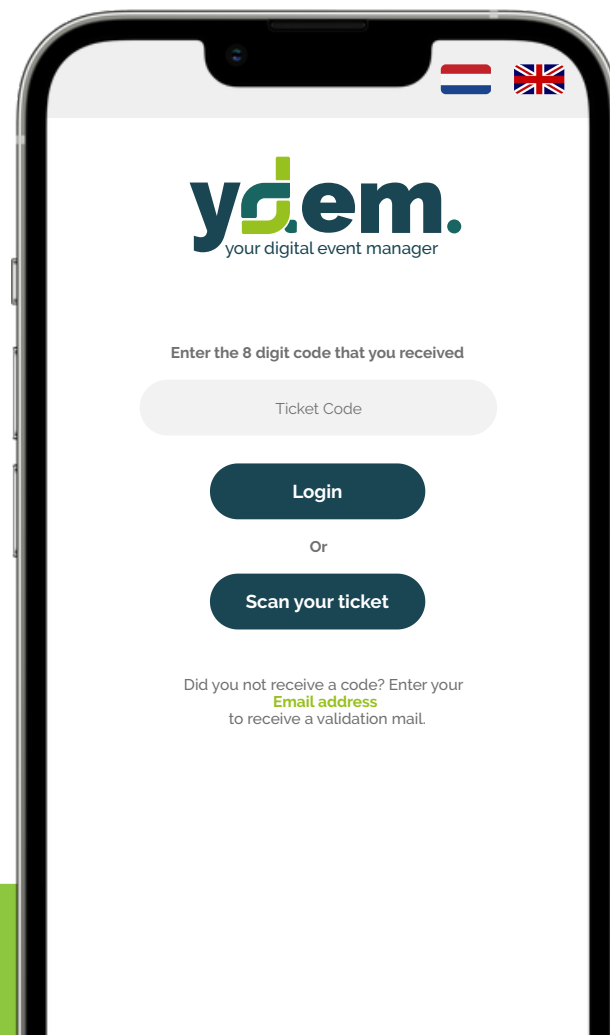 ydem.
your digital event manager
Enter the 8 digit code that you received
Ticket Code
Login
Or
Scan your ticket
Did you not receive a code? Enter your
Email address
to receive a validation mail.